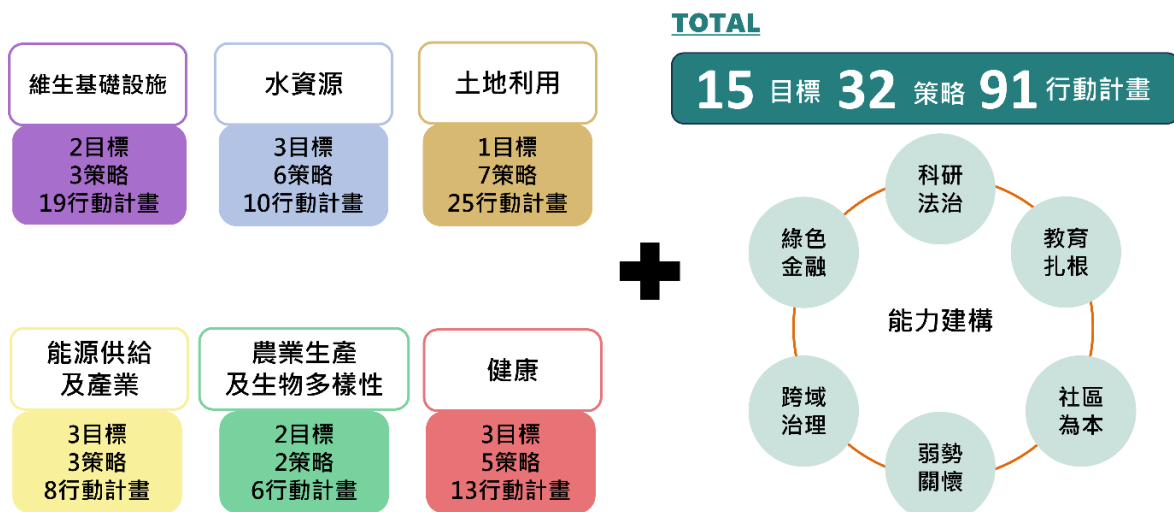 TOTAL
15 目標 32 策略 91 行動計畫
維生基礎設施
2目標
3策略
19行動計畫
水資源
3目標
6策略
10行動計畫
土地利用
1目標
7策略
25行動計畫
能源供給
及產業
3目標
3策略
8行動計畫
農業生產
及生物多樣性
2目標
2策略
6行動計畫
健康
3目標
5策略
13行動計畫
科研
法治
教育
扎根
社區
為本
弱勢
關懷
跨域
治理
綠色
金融
能力建構